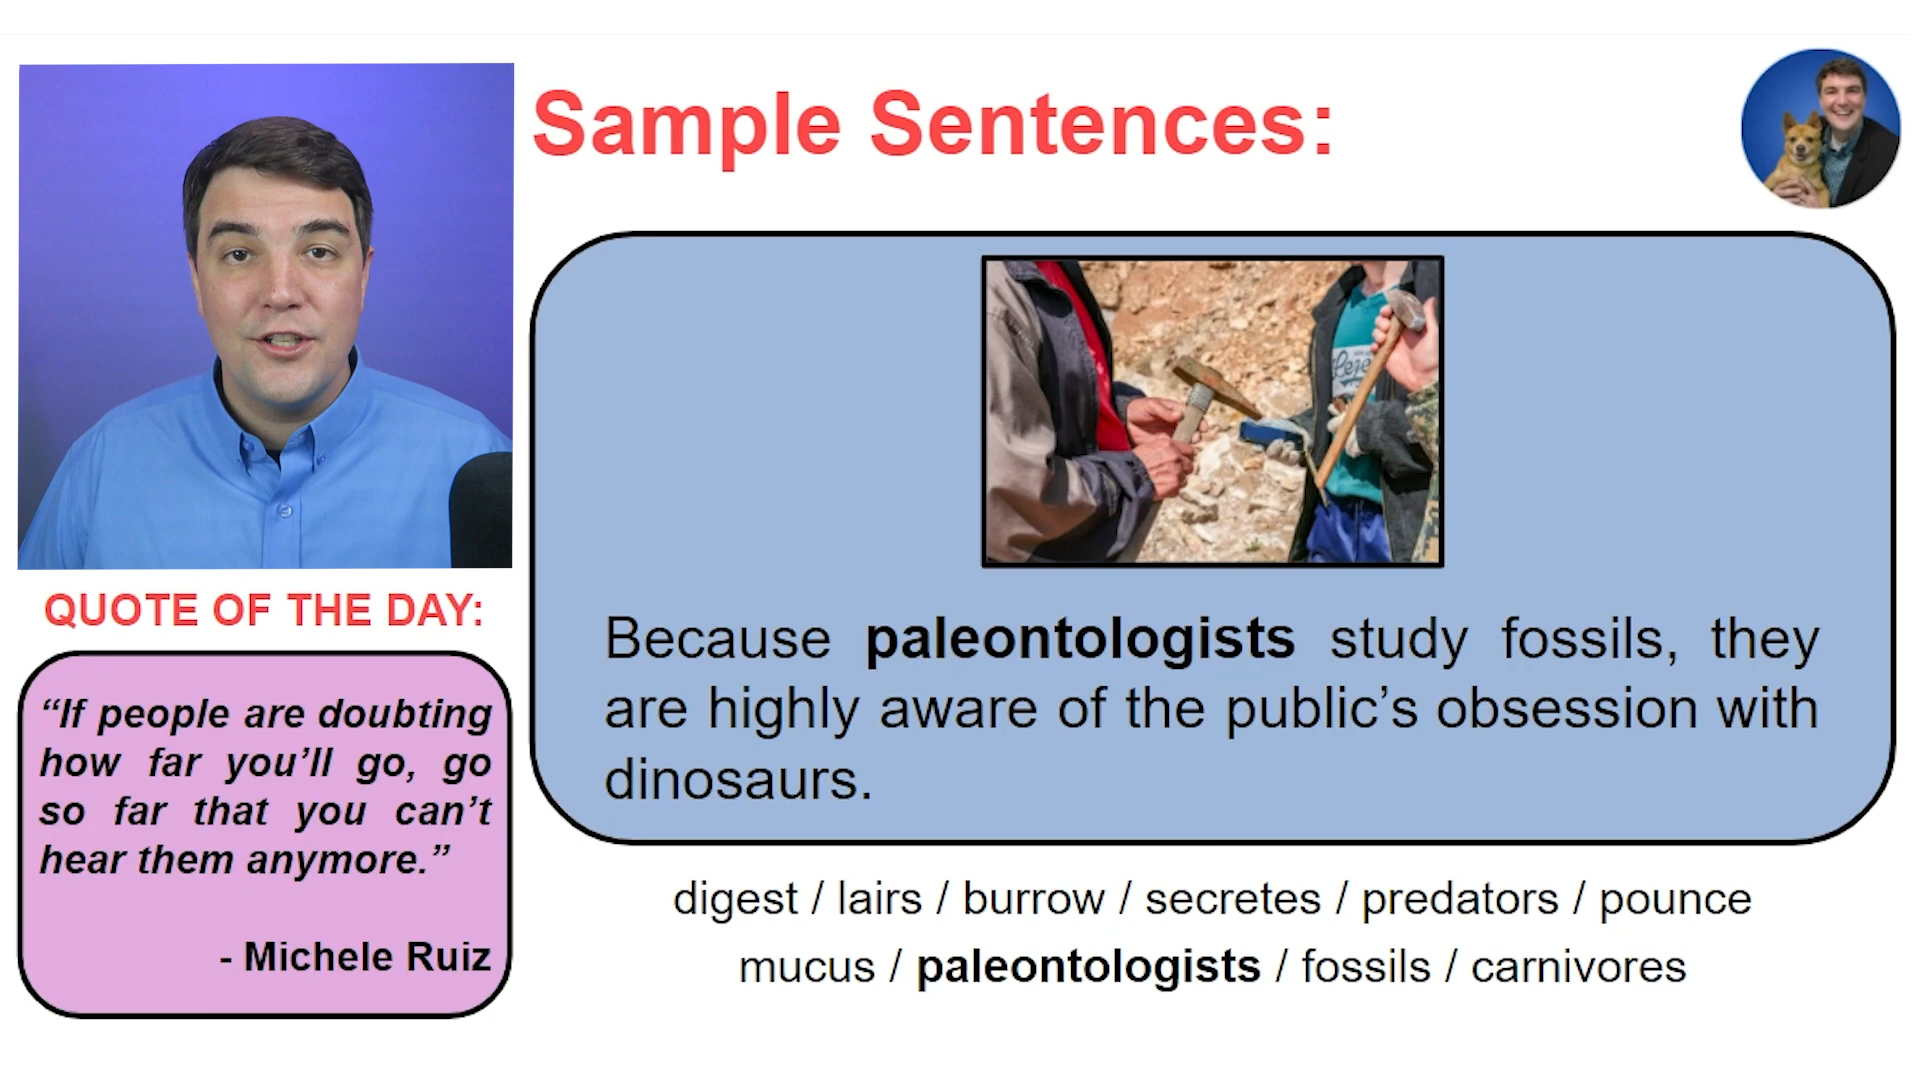 Sample Sentences:
QUOTE OF THE DAY:
“If people are doubting
how far you’ll go, go
so far that you can’t
hear them anymore.”
- Michele Ruiz
Because paleontologists study fossils, they
are highly aware of the public’s obsession with
dinosaurs.
digest / lairs / burrow / secretes / predators / pounce
mucus / paleontologists / fossils / carnivores